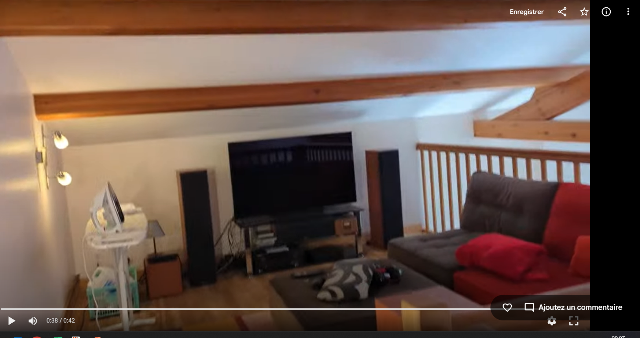 Enregistrer
Ajoutez un commentaire
0:38 / 0:42